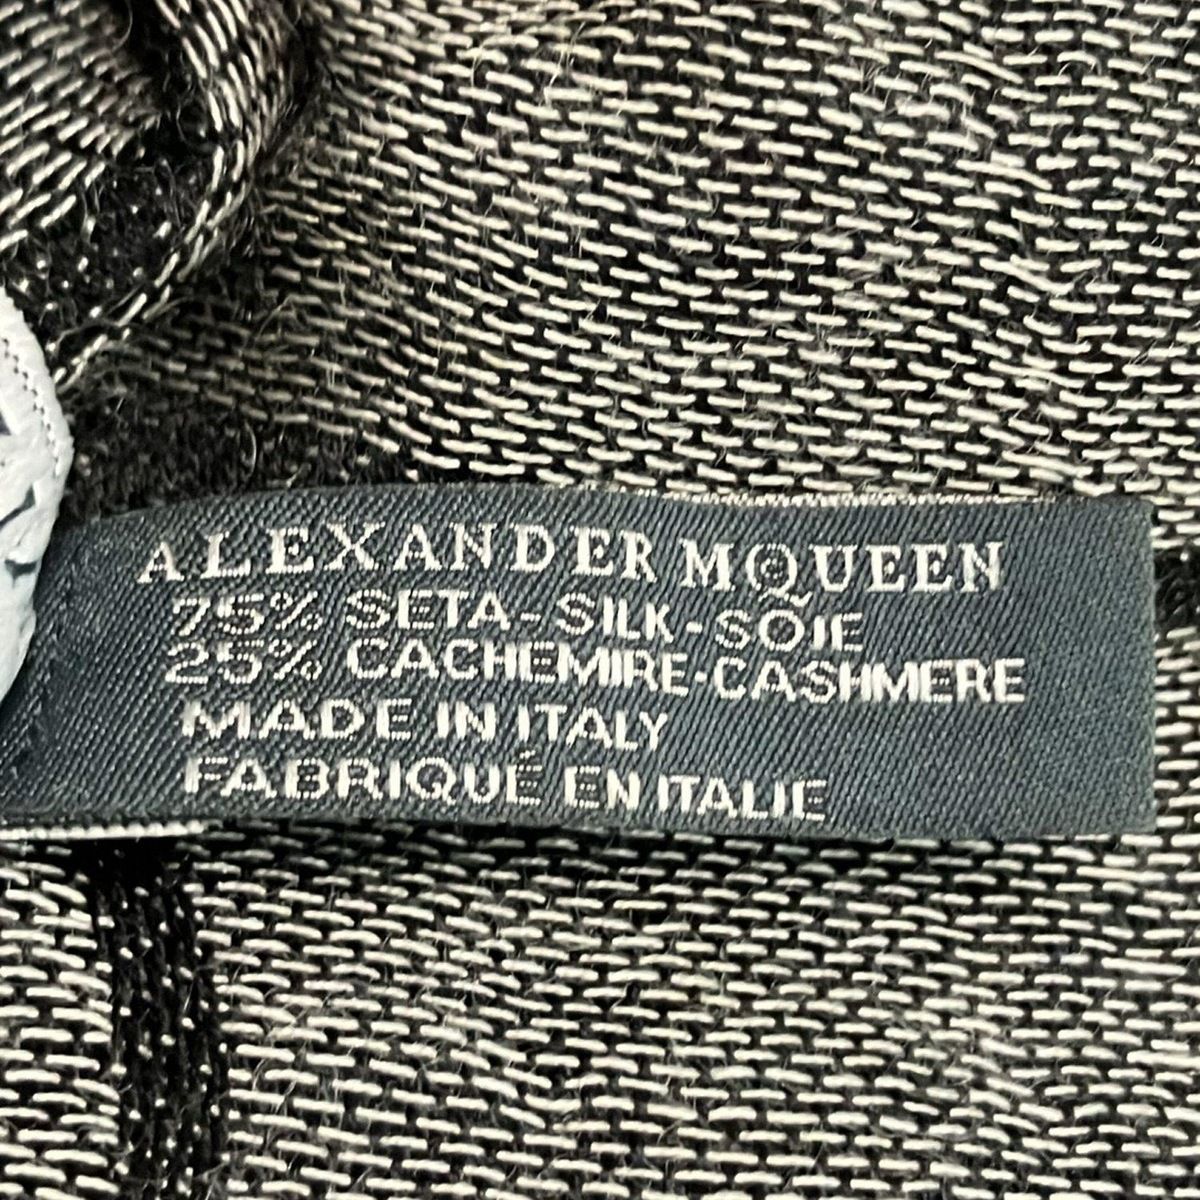 ALEXANDER MQUEEN
75% SETA-SILK-SOIE
25% CACHEMIRE-CASHMERE
MADE IN ITALY
FABRIQUÉ EN ITALIE